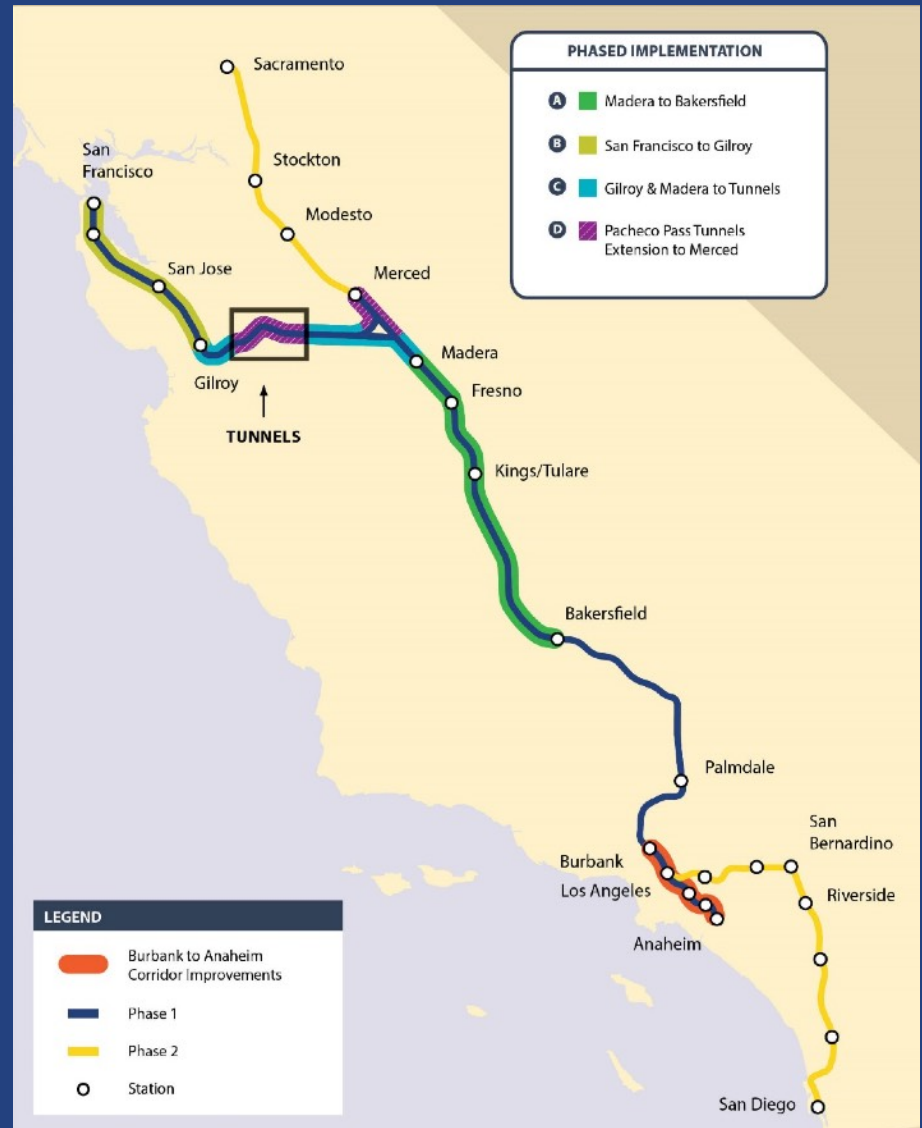 PHASED IMPLEMENTATION
A Madera to Bakersfield
B San Francisco to Gilroy
C Gilroy & Madera to Tunnels
D Pacheco Pass Tunnels
Extension to Merced
Sacramento
San
Francisco
Stockton
Modesto
San Jose
Merced
Gilroy
Madera
TUNNELS
Fresno
Kings/Tulare
Bakersfield
Palmdale
San
Bernardino
Burbank
Los Angeles
Riverside
Anaheim
San Diego
LEGEND
Burbank to Anaheim
Corridor Improvements
Phase 1
Phase 2
Station